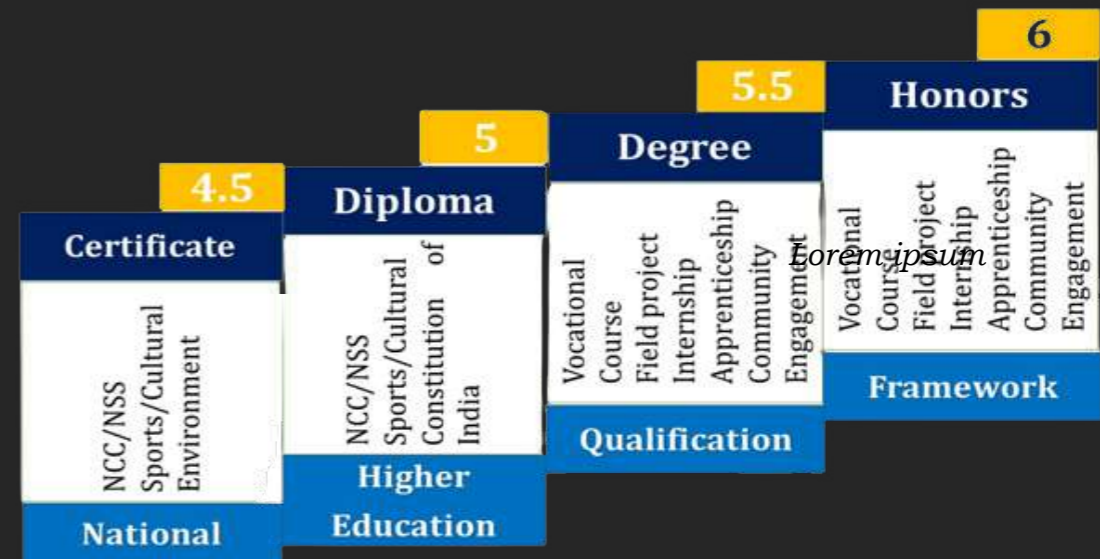 4.5
Certificate
NCC/NSS
Sports/Cultural
Environment
National
5
Diploma
NCC/NSS
Sports/Cultural
Constitution of
India
Higher
Education
5.5
Degree
Vocational
Course
Field project
Internship
Apprenticeship
Community
Engagement
Qualification
6
Honors
Vocational
Course
Field project
Internship
Apprenticeship
Community
Engagement
Framework
Lorem ipsum